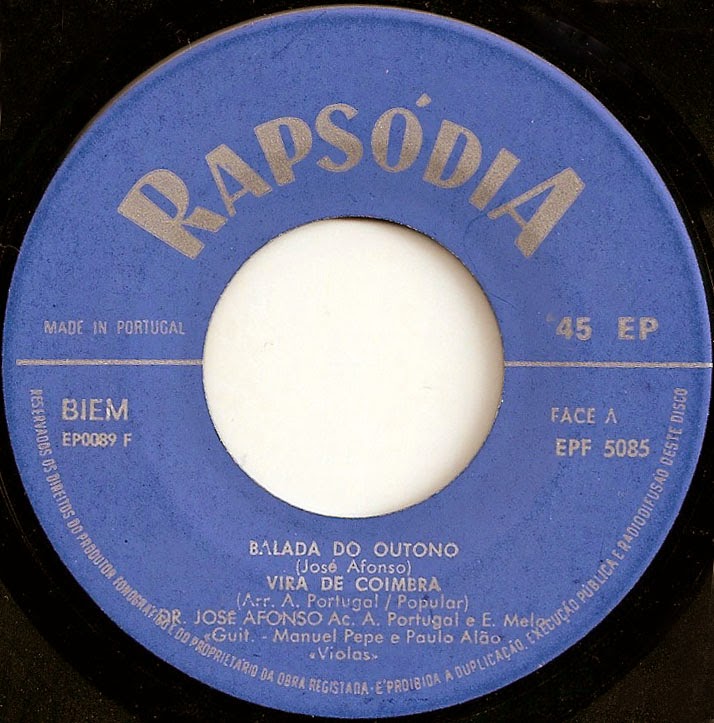 RAPSÓDIA
MADE IN PORTUGAL
45 EP
BIEM
EP0089 F
FACE A
EPF 5085
BALADA DO OUTONO
(José Afonso)
VIRA DE COIMBRA
(Arr. A. Portugal / Popular)
DR. JOSÉ AFONSO Ac. A. Portugal e E. Melo
«Guit. - Manuel Pepe e Paulo Alão
«Violas»
RESERVADOS OS DIREITOS DO PRODUTOR FONOGRAFICO E DO PROPRIETARIO DA OBRA REGISTADA - É PROIBIDA A DUPLICAÇÃO, EXECUÇÃO PÚBLICA E RADIODIFUSÃO DESTE DISCO